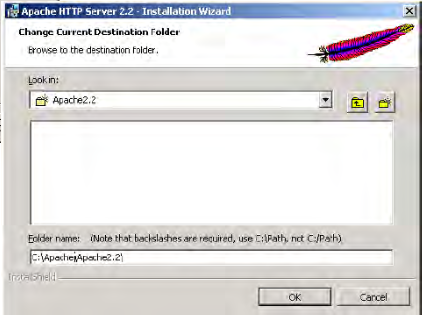 Apache HTTP Server 2.2 - Installation Wizard
Change Current Destination Folder
Browse to the destination folder.
Look in:
Apache2.2
Folder name: (Note that backslashes are required, use C:\Path, not C:/Path)
C:\Apache\Apache2.2\
InstallShield
OK
Cancel